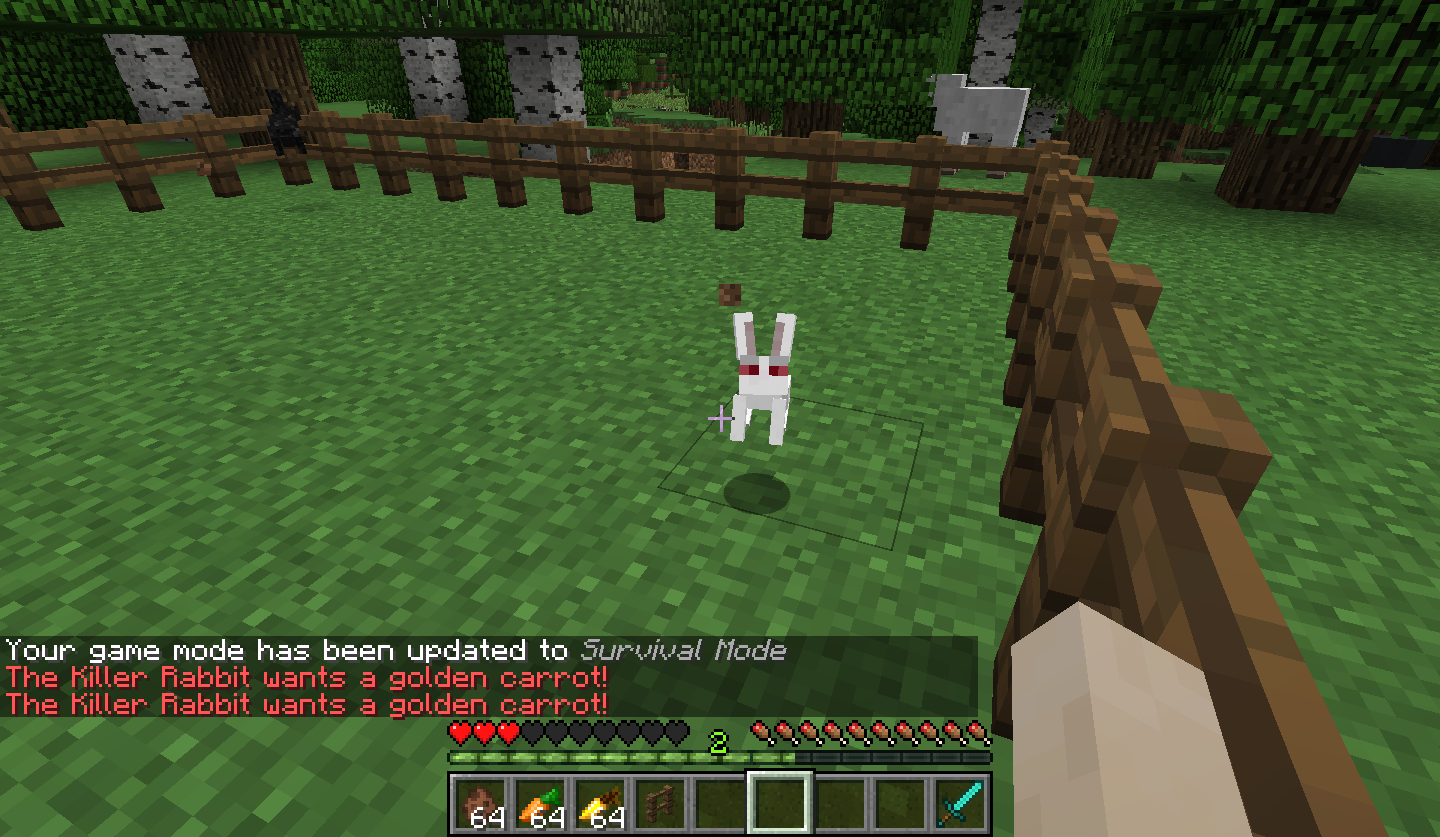 Your game mode has been updated to Survival Mode
The Killer Rabbit wants a golden carrot!
The Killer Rabbit wants a golden carrot!
2
64 64 64